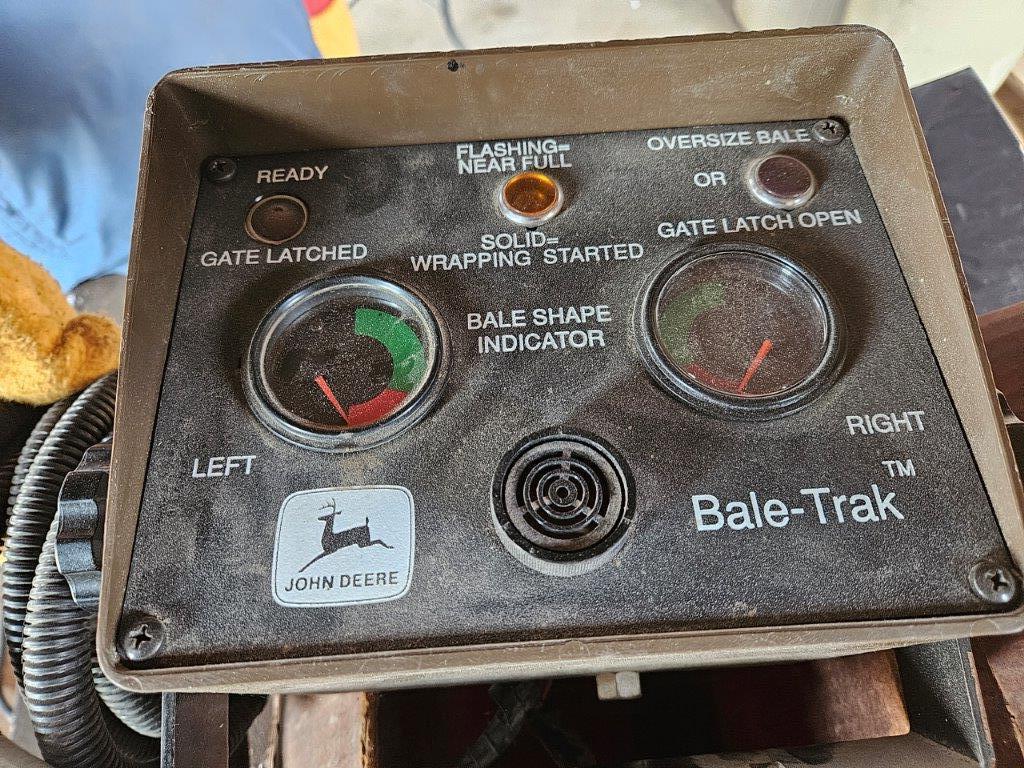 READY
GATE LATCHED
FLASHING=
NEAR FULL
SOLID=
WRAPPING STARTED
OVERSIZE BALE
OR
GATE LATCH OPEN
BALE SHAPE
INDICATOR
LEFT
RIGHT
JOHN DEERE
Bale-Trak™